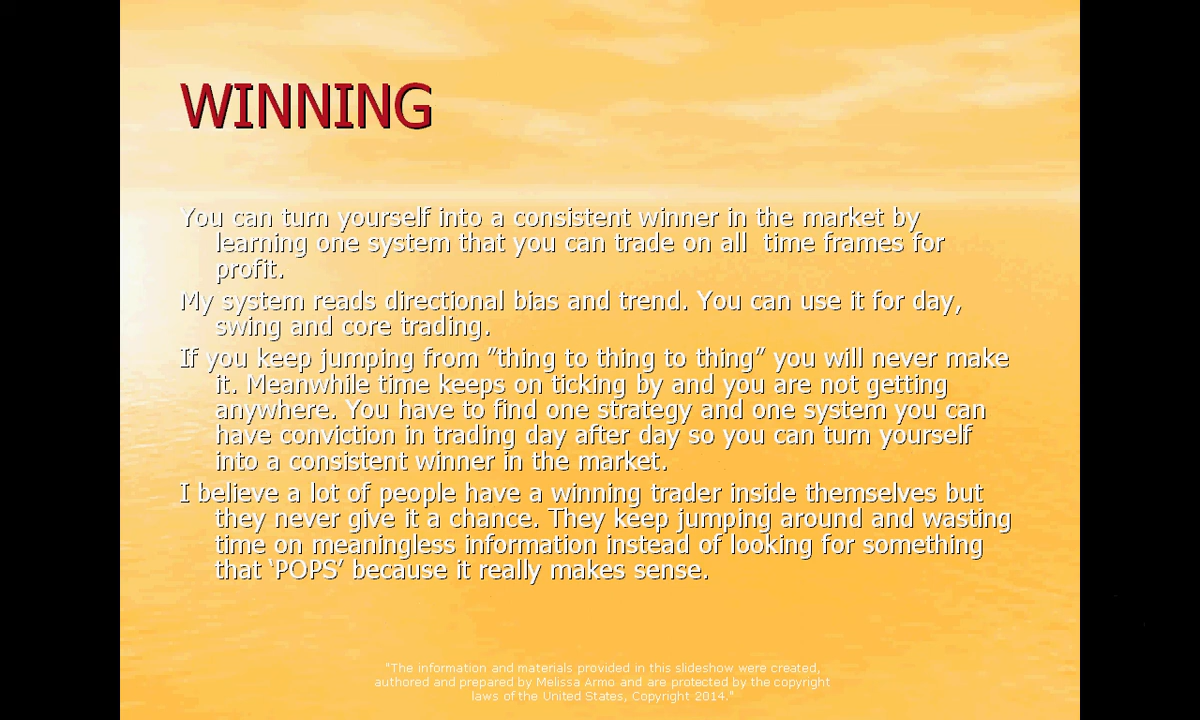 WINNING
You can turn yourself into a consistent winner in the market by
learning one system that you can trade on all  time frames for
profit.
My system reads directional bias and trend. You can use it for day,
swing and core trading.
If you keep jumping from "thing to thing to thing" you will never make
it. Meanwhile time keeps on ticking by and you are not getting
anywhere. You have to find one strategy and one system you can
have conviction in trading day after day so you can turn yourself
into a consistent winner in the market.
I believe a lot of people have a winning trader inside themselves but
they never give it a chance. They keep jumping around and wasting
time on meaningless information instead of looking for something
that ‘POPS’ because it really makes sense.
"The information and materials provided in this slideshow were created,
authored and prepared by Melissa Armo and are protected by the copyright
laws of the United States, Copyright 2014."